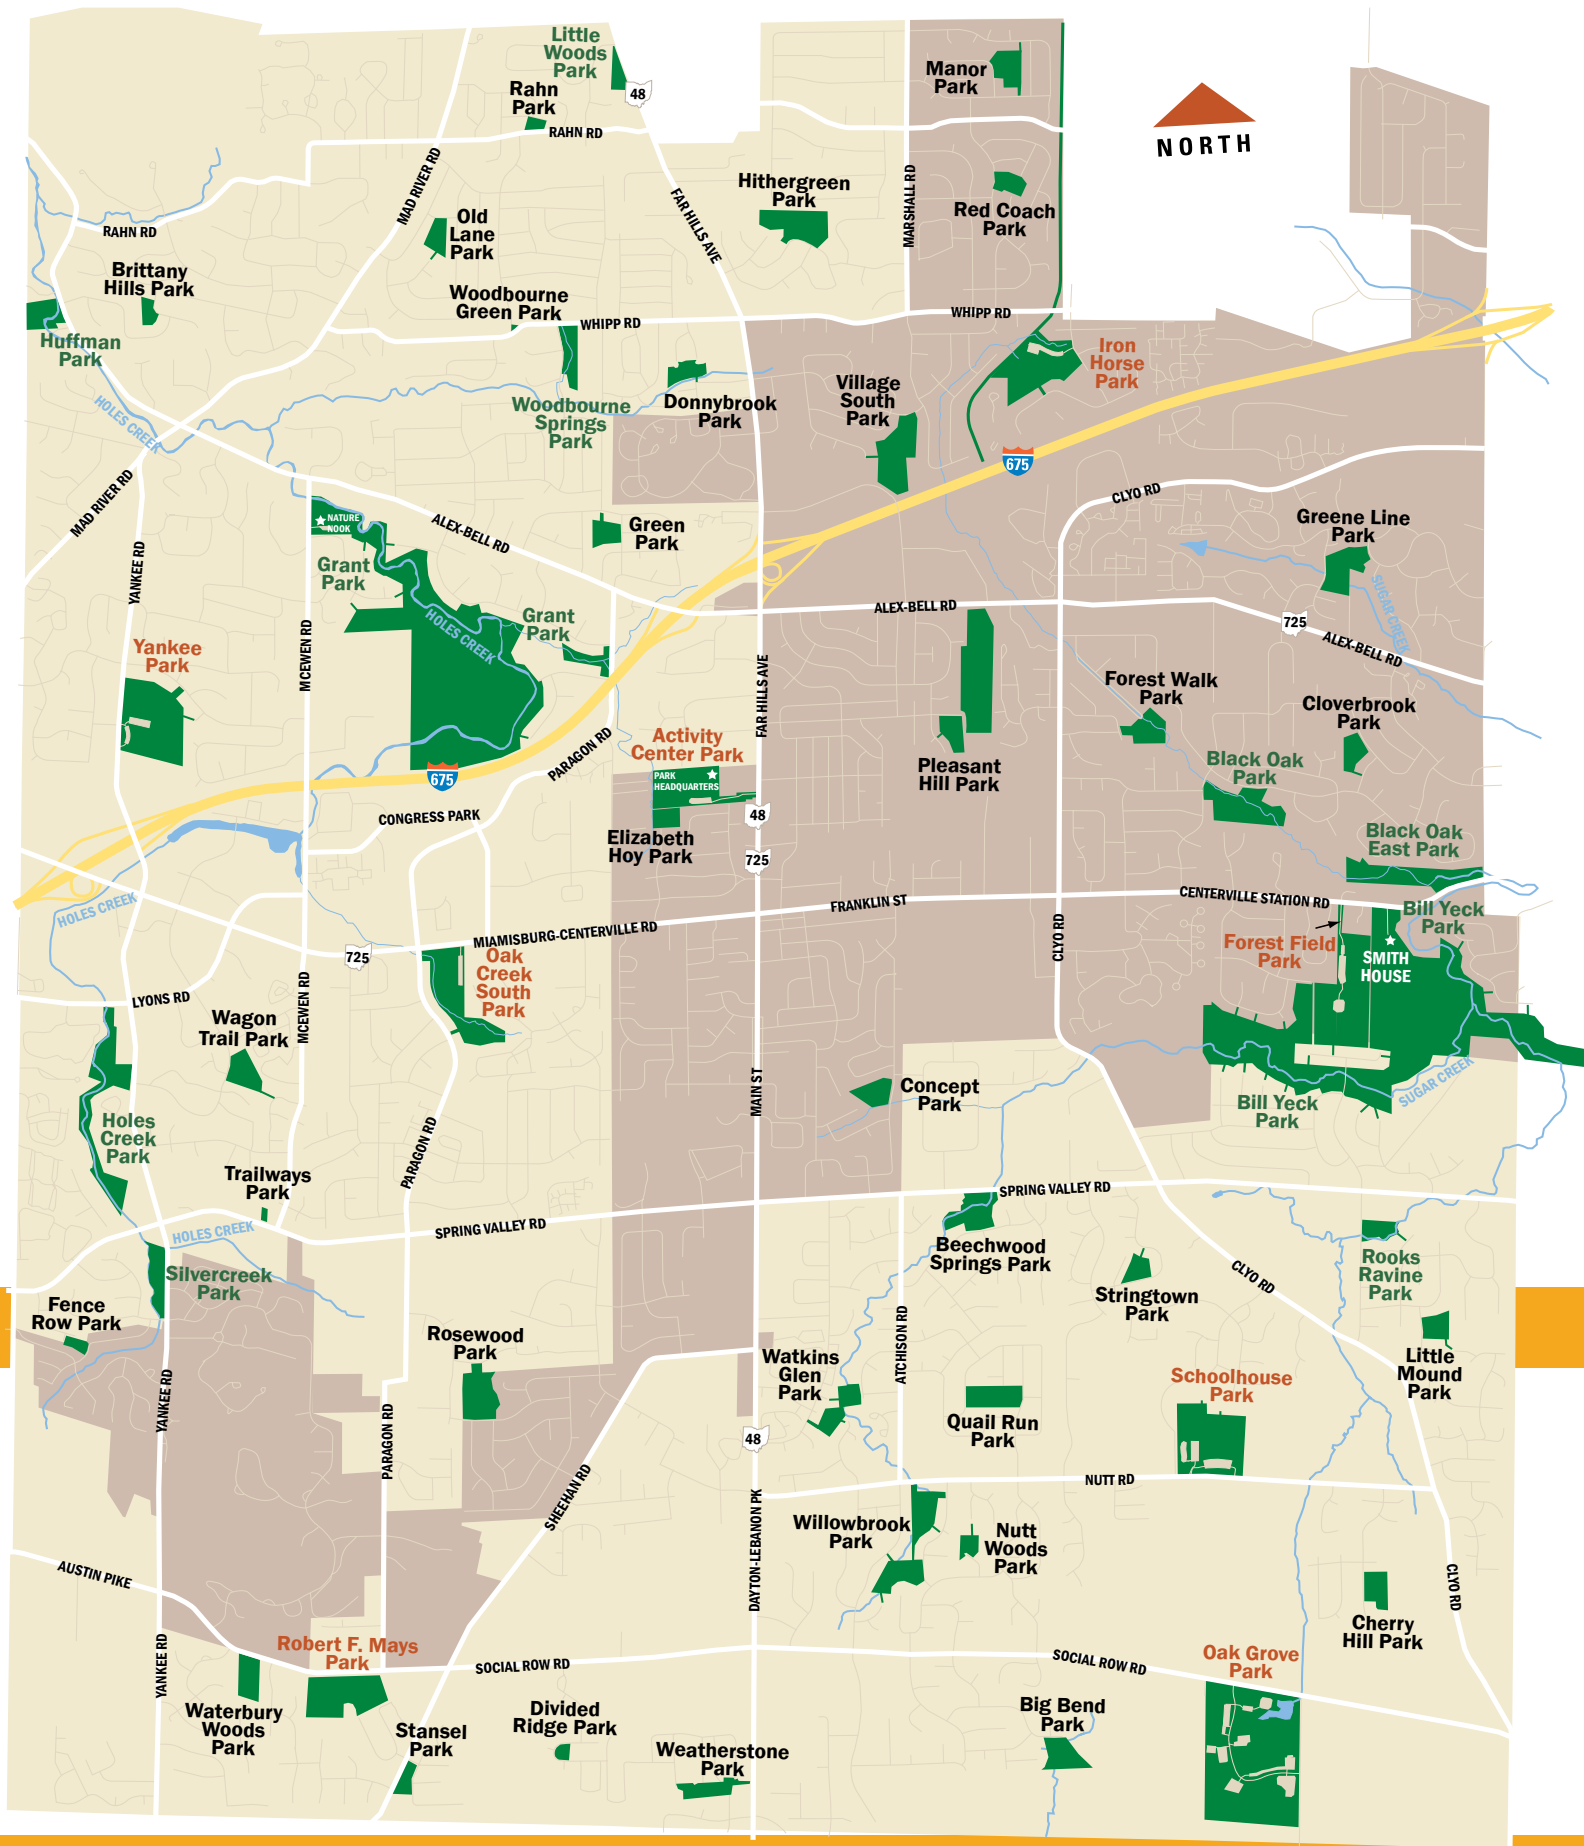 Little
Woods
Park
48
Rahn
Park
RAHN RD
Manor
Park
NORTH
MAD RIVER RD
Hithergreen
Park
MARSHALL RD
Red Coach
Park
FAR HILLS AVE
Old
Lane
Park
RAHN RD
Brittany
Hills Park
Woodbourne
Green Park
WHIPP RD
WHIPP RD
Huffman
Park
Iron
Horse
Park
Village
South
Park
Donnybrook
Park
Woodbourne
Springs
Park
HOLES CREEK
675
MAD RIVER RD
CLYO RD
NATURE
NOOK
ALEX-BELL RD
Green
Park
Greene Line
Park
YANKEE RD
Grant
Park
SUGAR CREEK
HOLES CREEK
Grant
Park
ALEX-BELL RD
725
ALEX-BELL RD
Yankee
Park
MCEWEN RD
FAR HILLS AVE
Forest Walk
Park
Cloverbrook
Park
Activity
Center Park
PARAGON RD
675
PARK
HEADQUARTERS
Pleasant
Hill Park
Black Oak
Park
CONGRESS PARK
48
Elizabeth
Hoy Park
725
Black Oak
East Park
HOLES CREEK
FRANKLIN ST
CENTERVILLE STATION RD
Bill Yeck
Park
MIAMISBURG-CENTERVILLE RD
CLYO RD
Forest Field
Park
SMITH
HOUSE
725
Oak
Creek
South
Park
LYONS RD
MCEWEN RD
Wagon
Trail Park
Concept
Park
MAIN ST
SUGAR CREEK
Bill Yeck
Park
Holes
Creek
Park
PARAGON RD
Trailways
Park
SPRING VALLEY RD
SPRING VALLEY RD
HOLES CREEK
Beechwood
Springs Park
Silvercreek
Park
Rooks
Ravine
Park
CLYO RD
Stringtown
Park
Fence
Row Park
Rosewood
Park
ATCHISON RD
Watkins
Glen
Park
Little
Mound
Park
Schoolhouse
Park
YANKEE RD
PARAGON RD
48
Quail Run
Park
NUTT RD
SHEEHAN RD
DAYTON-LEBANON PK
Willowbrook
Park
Nutt
Woods
Park
AUSTIN PIKE
CLYO RD
Cherry
Hill Park
YANKEE RD
Robert F. Mays
Park
SOCIAL ROW RD
SOCIAL ROW RD
Oak Grove
Park
Waterbury
Woods
Park
Stansel
Park
Divided
Ridge Park
Big Bend
Park
Weatherstone
Park